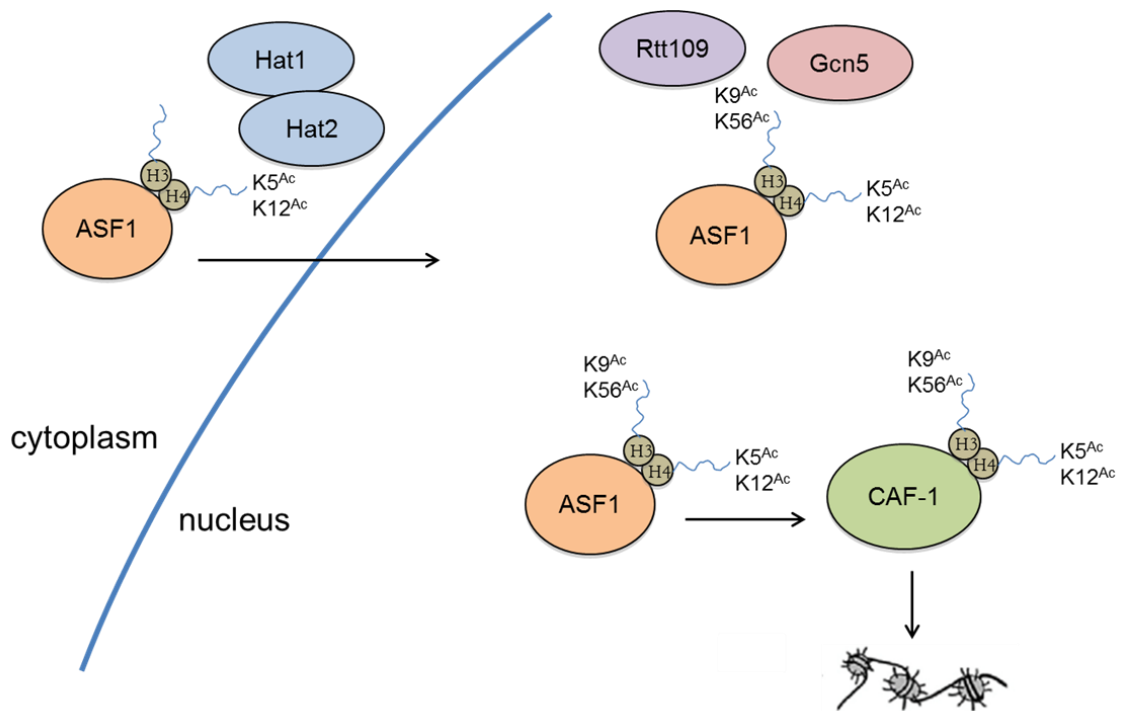 Hat1
Hat2
H3
H4
K5Ac
K12Ac
ASF1
Rtt109
Gcn5
K9Ac
K56Ac
H3
H4
K5Ac
K12Ac
ASF1
cytoplasm
nucleus
K9Ac
K56Ac
H3
H4
K5Ac
K12Ac
ASF1
K9Ac
K56Ac
H3
H4
K5Ac
K12Ac
CAF-1